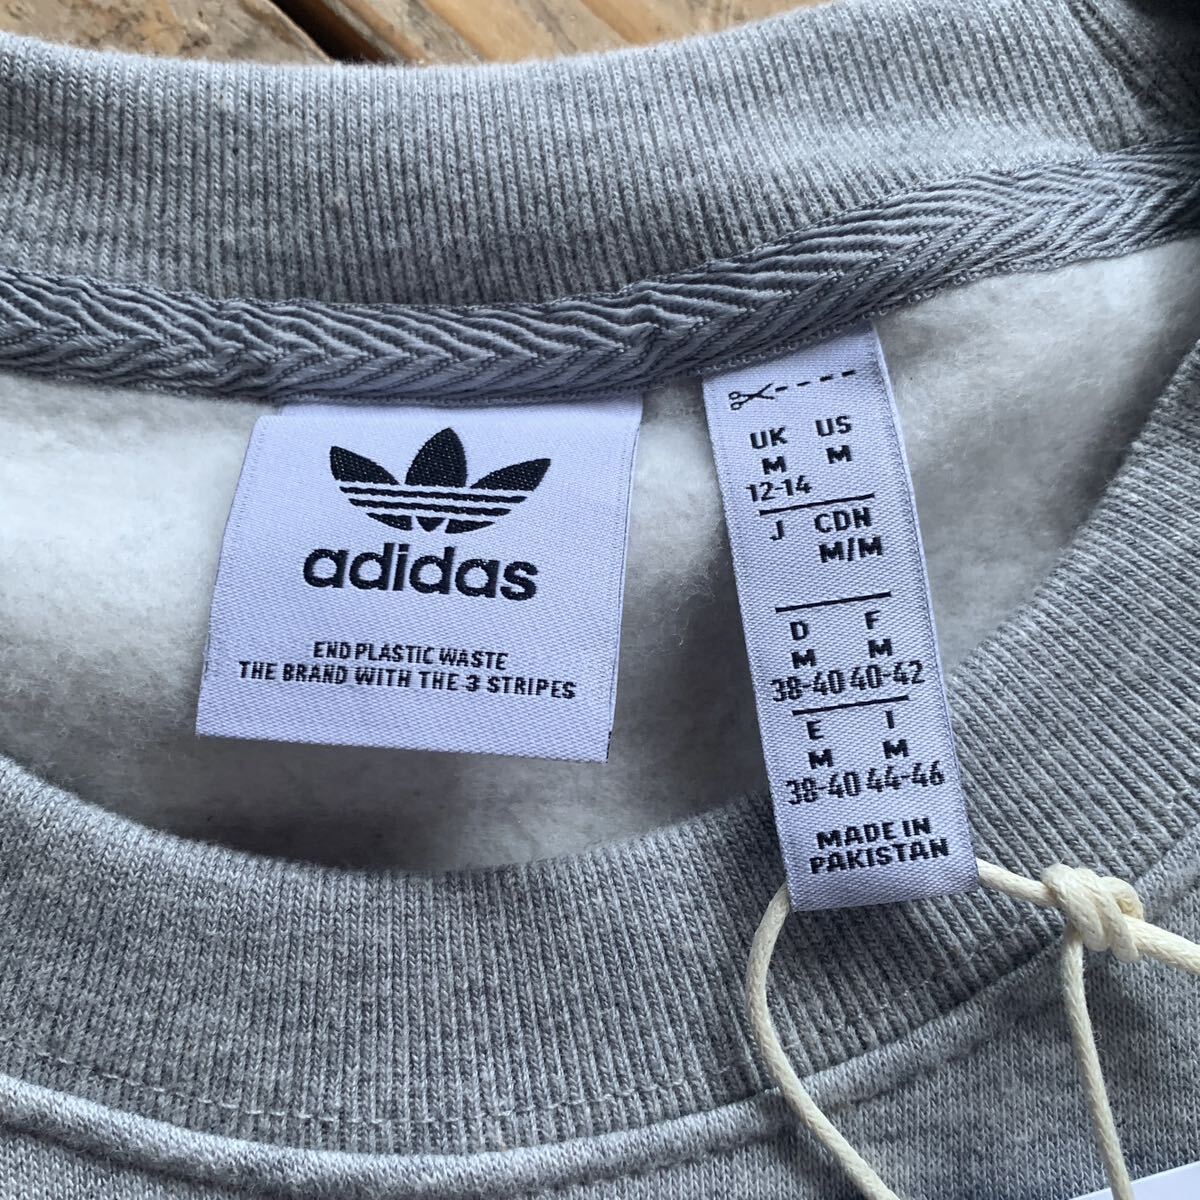 adidas
END PLASTIC WASTE
THE BRAND WITH THE 3 STRIPES
UK US
M M
12-14
J CDN
M/M
D F
M M
38-40 40-42
E I
M M
38-40 44-46
MADE IN
PAKISTAN